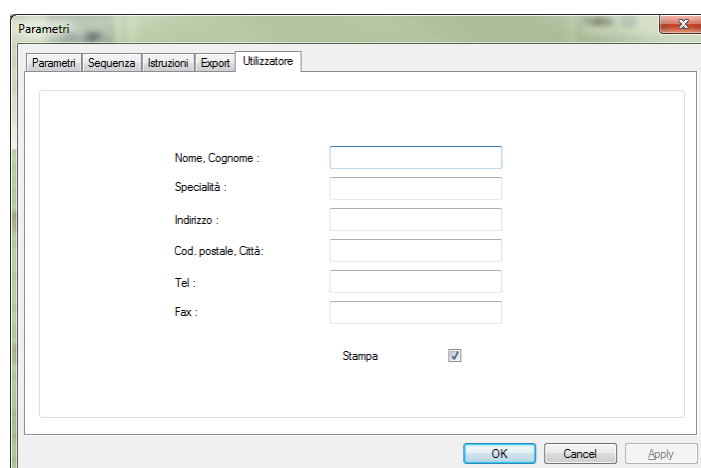 Parametri
Parametri Sequenza Istruzioni Export Utilizzatore
Nome, Cognome :
Specialità :
Indirizzo :
Cod. postale, Città:
Tel :
Fax :
Stampa
OK Cancel Apply